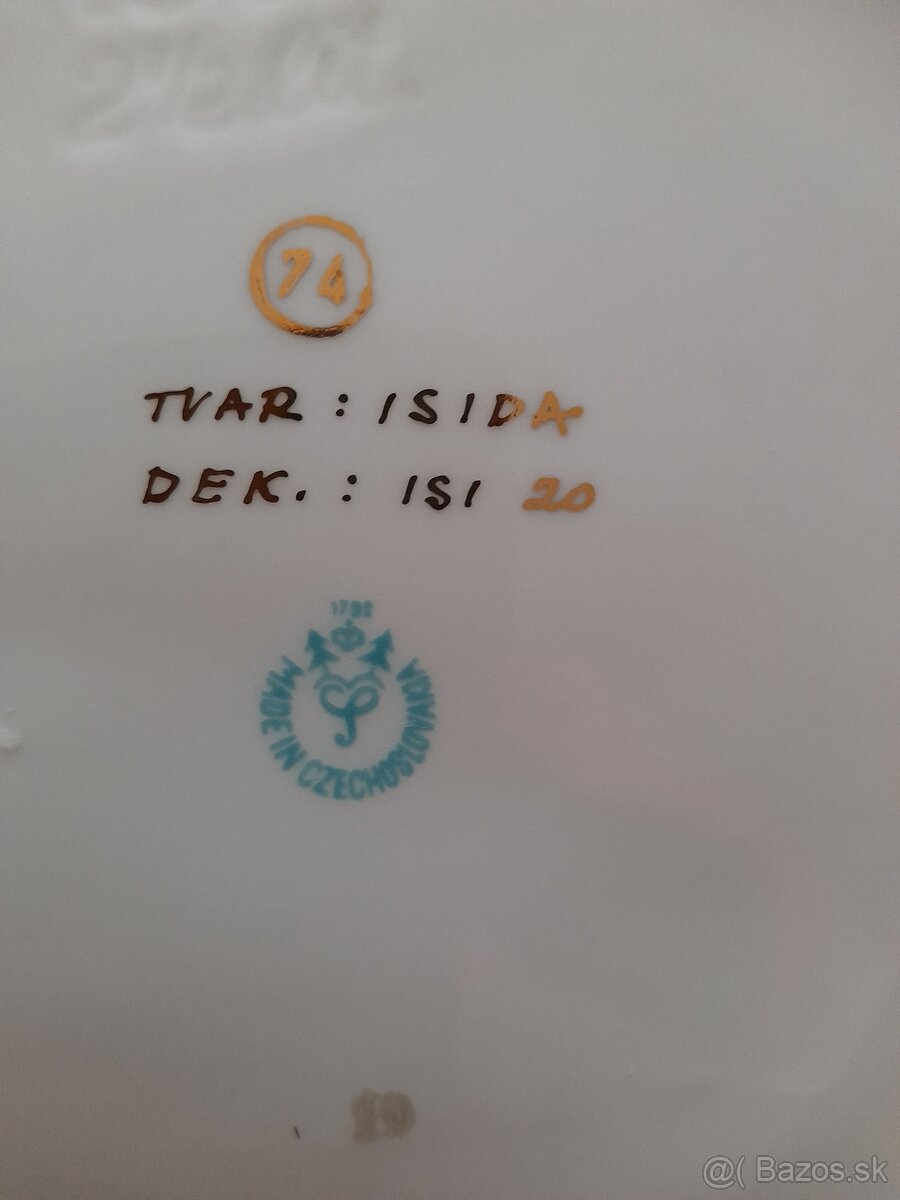 74
TVAR : ISIDA
DEK. : ISI 20
1792
MADE IN CZECHOSLOVAKIA
@( Bazos.sk